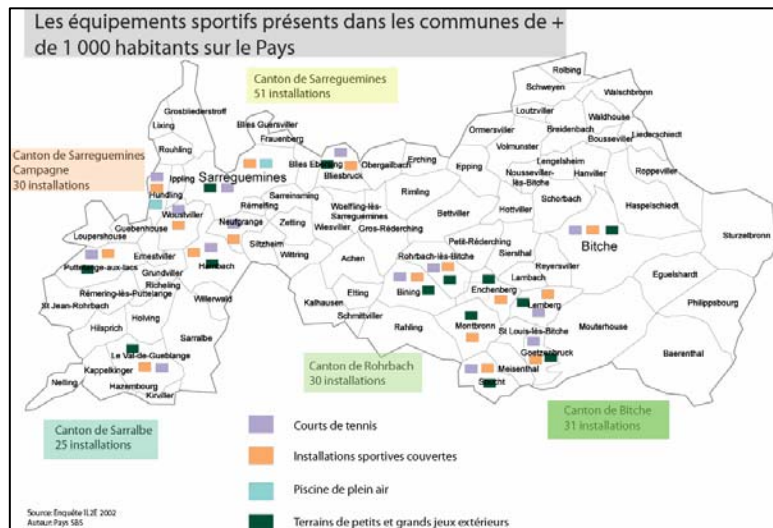 Les équipements sportifs présents dans les communes de +
de 1 000 habitants sur le Pays
Canton de Sarreguemines
51 installations
Rolbing
Schweyen
Walschbronn
Loutzviller
Waldhouse
Grosbliederstroff
Lixing
Blies Guersviller
Frauenberg
Ormersviller
Breidenbach
Bousseviller
Liederschiedt
Volmunster
Rouhling
Canton de Sarreguemines
Campagne
30 installations
Ippling
Sarreguemines
Blies Ebersing
Bliesbruck
Obergailbach
Erching
Epping
Lengelsheim
Hanviller
Roppeviller
Nousseviller-
lès-Bitche
Hundling
Sarreinsming
Rimling
Schorbach
Haspelschiedt
Rémelfing
Woelfling-lès-
Sarreguemines
Bettviller
Hottviller
Woustviller
Neufgrange
Zetting
Wiesviller
Gros-Réderching
Sturzelbronn
Loupershouse
Guebenhouse
Siltzheim
Petit-Réderching
Bitche
Ernestviller
Wittring
Achen
Rohrbach-lès-Bitche
Siersthal
Reyersviller
Puttelange-aux-lacs
Hambach
Grundviller
Richeling
Lambach
Eguelshardt
Rémering-lès-Puttelange
Willerwald
Etting
Bining
Enchenberg
Lemberg
Philippsbourg
St Jean-Rohrbach
Kalhausen
Holving
Schmittviller
Rahling
Montbronn
St Louis-lès-Bitche
Mouterhouse
Hilsprich
Sarralbe
Goetzenbruck
Baerenthal
Le Val-de-Gueblange
Kappelkinger
Canton de Rohrbach
30 installations
Meisenthal
Soucht
Nelling
Hazembourg
Kirviller
Canton de Bitche
31 installations
Canton de Sarralbe
25 installations
Courts de tennis
Installations sportives couvertes
Piscine de plein air
Terrains de petits et grands jeux extérieurs
Source: Enquête IL2E 2002
Auteur: Pays SBS